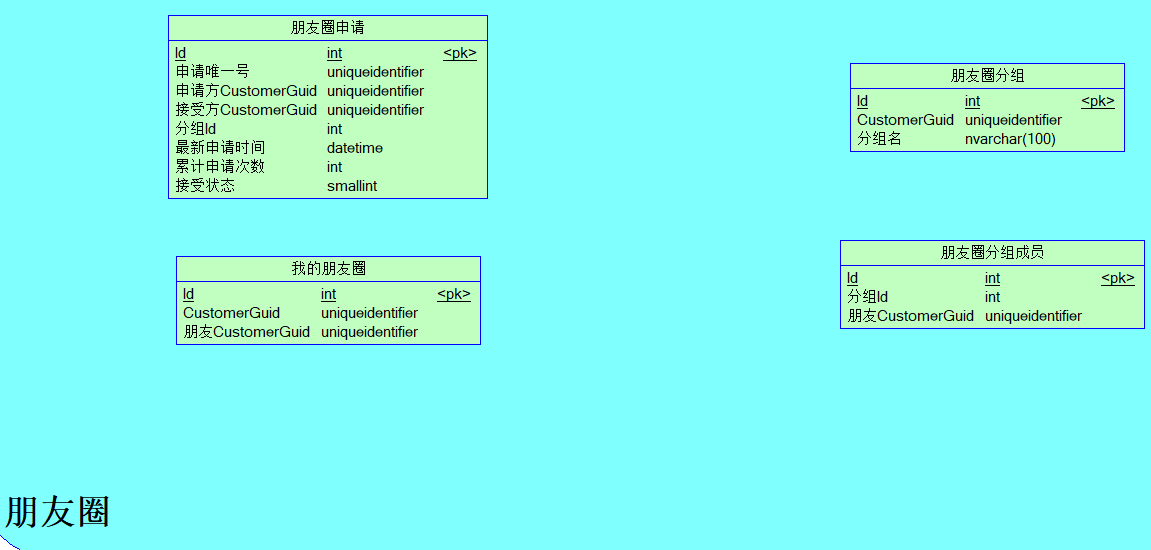 朋友圈申请
Id int <pk>
申请唯一号 uniqueidentifier
申请方CustomerGuid uniqueidentifier
接受方CustomerGuid uniqueidentifier
分组Id int
最新申请时间 datetime
累计申请次数 int
接受状态 smallint
朋友圈分组
Id int <pk>
CustomerGuid uniqueidentifier
分组名 nvarchar(100)
我的朋友圈
Id int <pk>
CustomerGuid uniqueidentifier
朋友CustomerGuid uniqueidentifier
朋友圈分组成员
Id int <pk>
分组Id int
朋友CustomerGuid uniqueidentifier
朋友圈